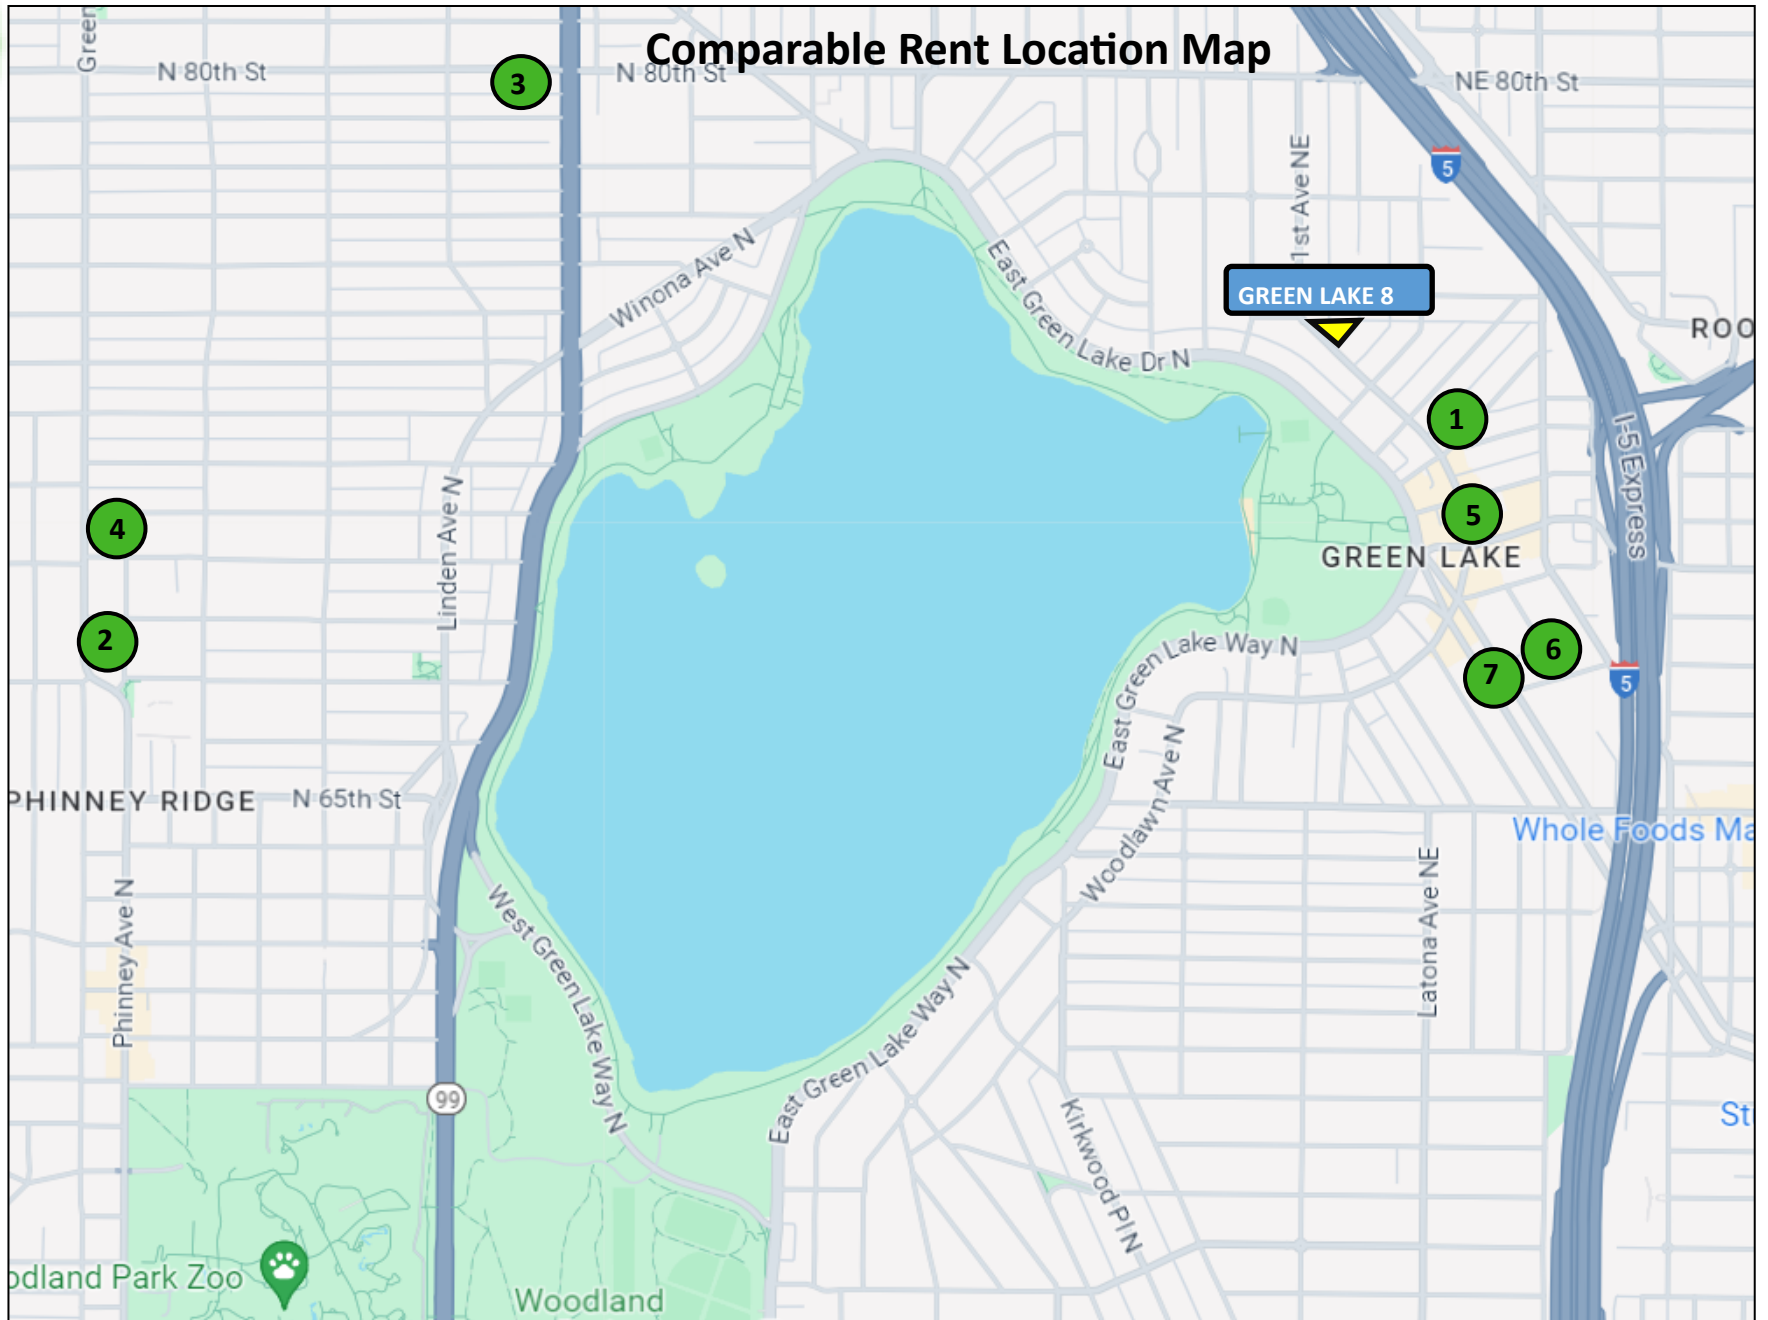 Comparable Rent Location Map
Green
N 80th St
3
N 80th St
NE 80th St
1st Ave NE
5
Winona Ave N
East Green Lake Dr N
GREEN LAKE 8
ROO
1
I-5 Express
4
Linden Ave N
5
GREEN LAKE
2
East Green Lake Way N
6
7
5
PHINNEY RIDGE
N 65th St
Woodlawn Ave N
Whole Foods Ma
Phinney Ave N
West Green Lake Way N
Latona Ave NE
East Green Lake Way N
99
Kirkwood Pl N
St
odland Park Zoo
Woodland